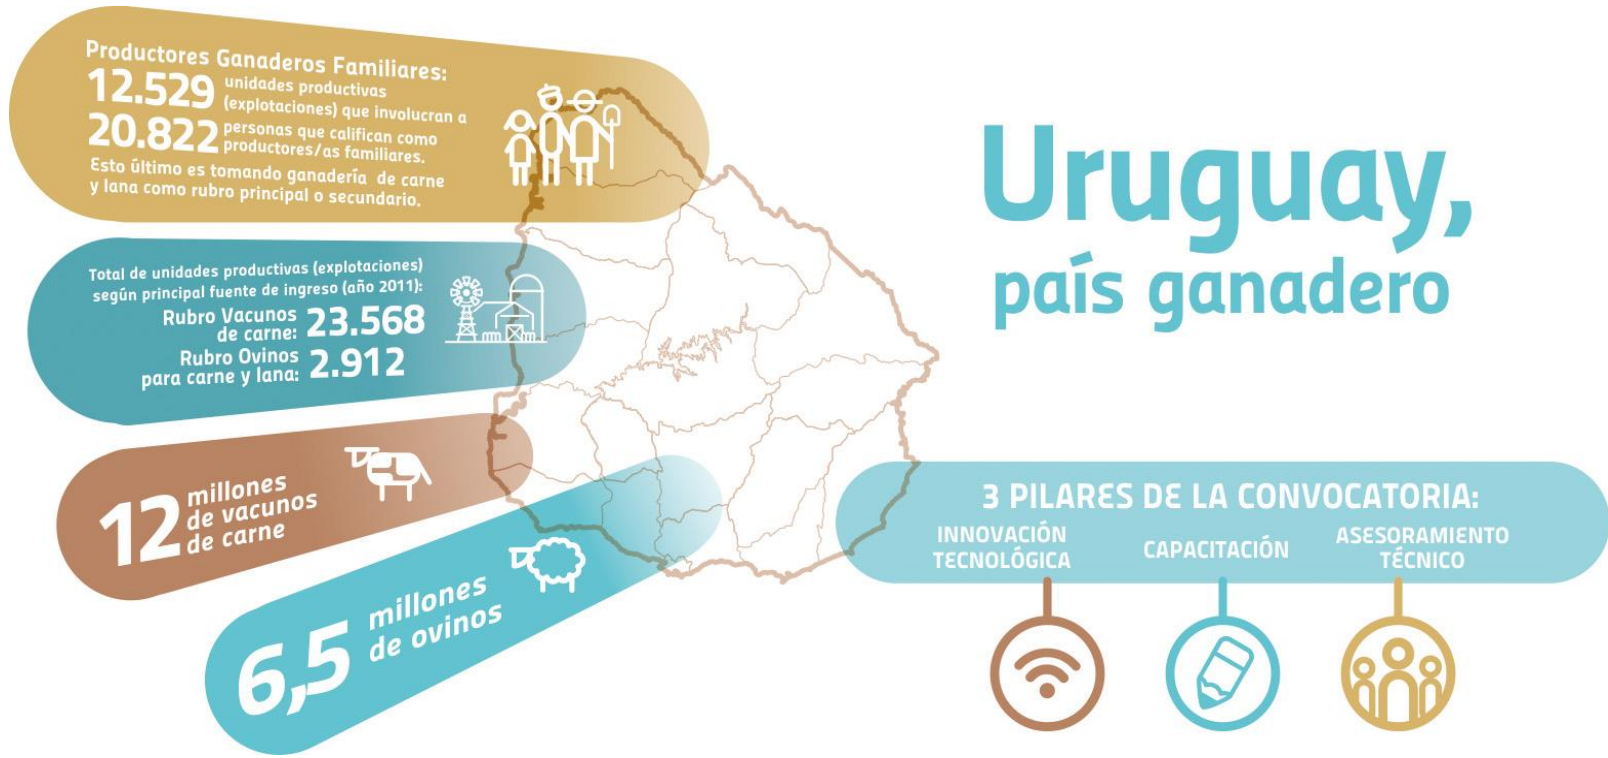 Productores Ganaderos Familiares:
12.529 unidades productivas
(explotaciones) que involucran a
20.822 personas que califican como
productores/as familiares.
Esto último es tomando ganadería de carne
y lana como rubro principal o secundario.
Total de unidades productivas (explotaciones)
según principal fuente de ingreso (año 2011):
Rubro Vacunos
de carne: 23.568
Rubro Ovinos
para carne y lana: 2.912
12 millones
de vacunos
de carne
6,5 millones
de ovinos
Uruguay,
país ganadero
3 PILARES DE LA CONVOCATORIA:
INNOVACIÓN
TECNOLÓGICA
CAPACITACIÓN
ASESORAMIENTO
TÉCNICO